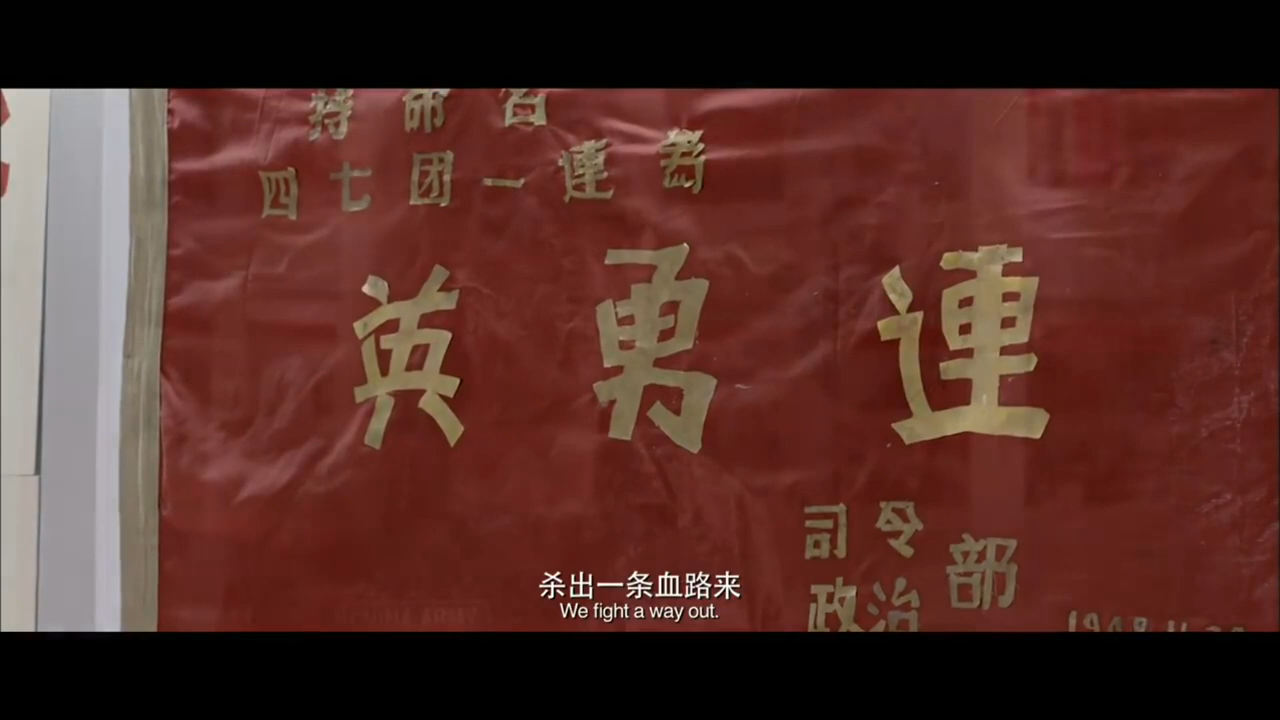 特命名
四七团一連為
英勇連
司令
部
政治
杀出一条血路来
We fight a way out.